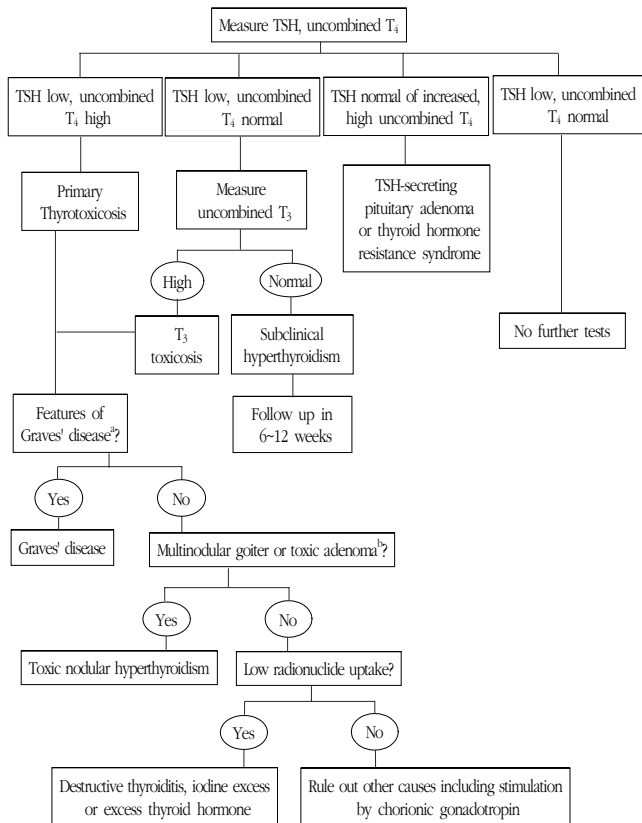 Measure TSH, uncombined T₄
TSH low, uncombined
T₄ high
TSH low, uncombined
T₄ normal
TSH normal of increased,
high uncombined T₄
TSH low, uncombined
T₄ normal
Primary
Thyrotoxicosis
Measure
uncombined T₃
TSH-secreting
pituitary adenoma
or thyroid hormone
resistance syndrome
High
Normal
T₃
toxicosis
Subclinical
hyperthyroidism
No further tests
Features of
Graves' diseaseᵃ?
Follow up in
6~12 weeks
Yes
No
Graves' disease
Multinodular goiter or toxic adenomaᵇ?
Yes
No
Toxic nodular hyperthyroidism
Low radionuclide uptake?
Yes
No
Destructive thyroiditis, iodine excess
or excess thyroid hormone
Rule out other causes including stimulation
by chorionic gonadotropin